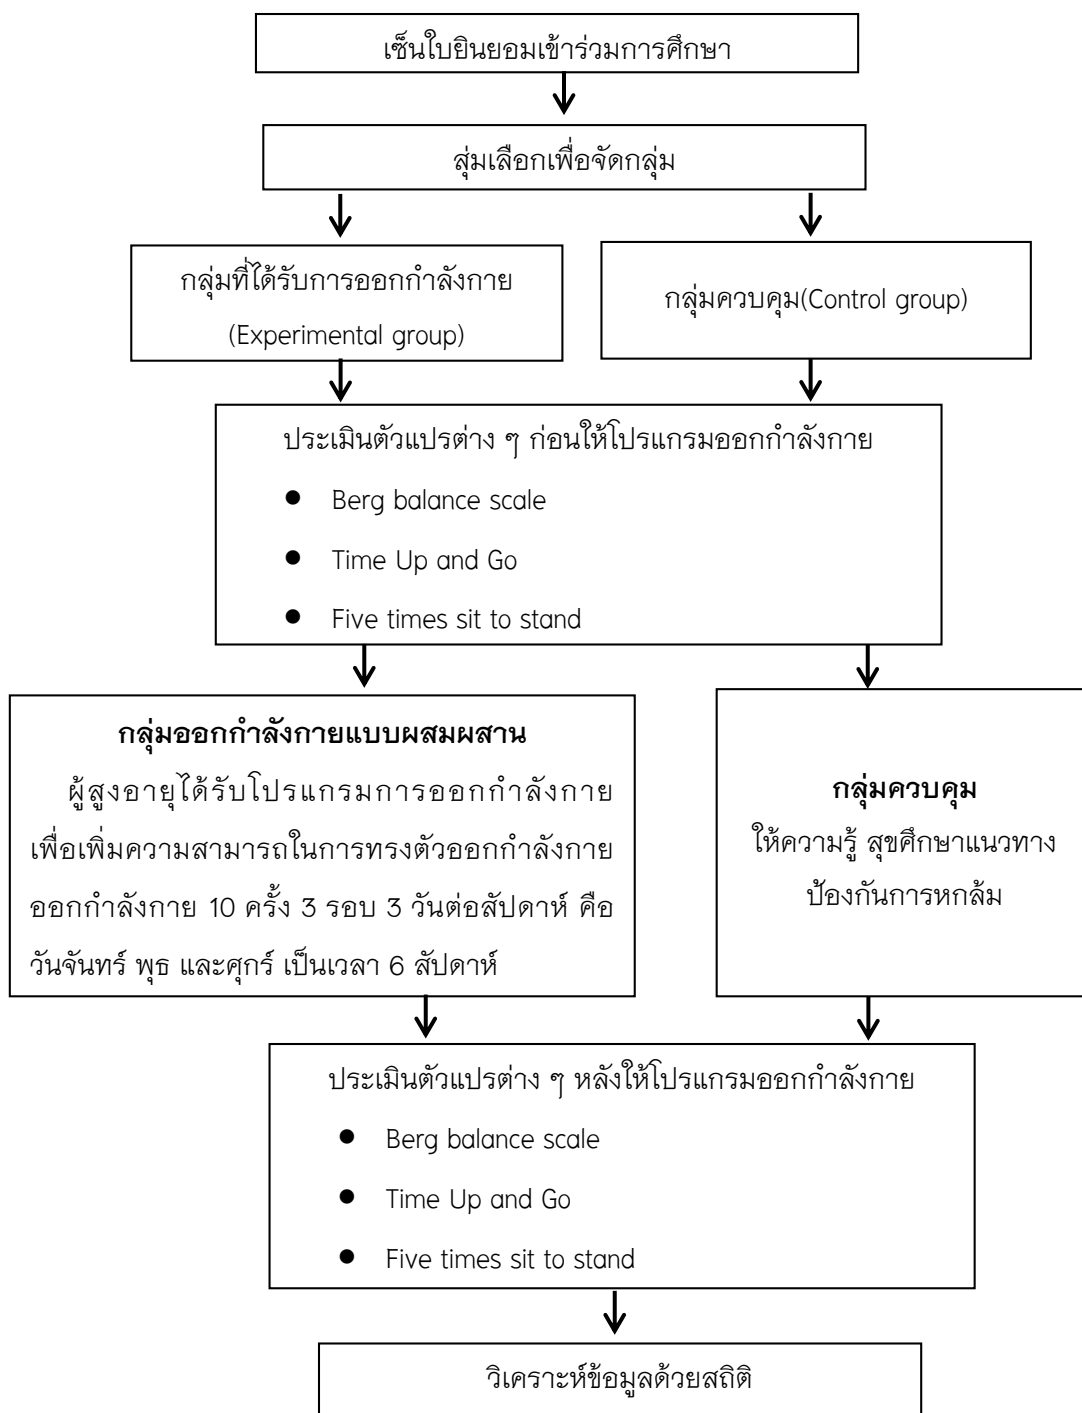 เซ็นใบยินยอมเข้าร่วมการศึกษา
สุ่มเลือกเพื่อจัดกลุ่ม
กลุ่มที่ได้รับการออกกำลังกาย
(Experimental group)
กลุ่มควบคุม(Control group)
ประเมินตัวแปรต่าง ๆ ก่อนให้โปรแกรมออกกำลังกาย
● Berg balance scale
● Time Up and Go
● Five times sit to stand
กลุ่มออกกำลังกายแบบผสมผสาน
ผู้สูงอายุได้รับโปรแกรมการออกกำลังกาย
เพื่อเพิ่มความสามารถในการทรงตัวออกกำลังกาย
ออกกำลังกาย 10 ครั้ง 3 รอบ 3 วันต่อสัปดาห์ คือ
วันจันทร์ พุธ และศุกร์ เป็นเวลา 6 สัปดาห์
กลุ่มควบคุม
ให้ความรู้ สุขศึกษาแนวทาง
ป้องกันการหกล้ม
ประเมินตัวแปรต่าง ๆ หลังให้โปรแกรมออกกำลังกาย
● Berg balance scale
● Time Up and Go
● Five times sit to stand
วิเคราะห์ข้อมูลด้วยสถิติ